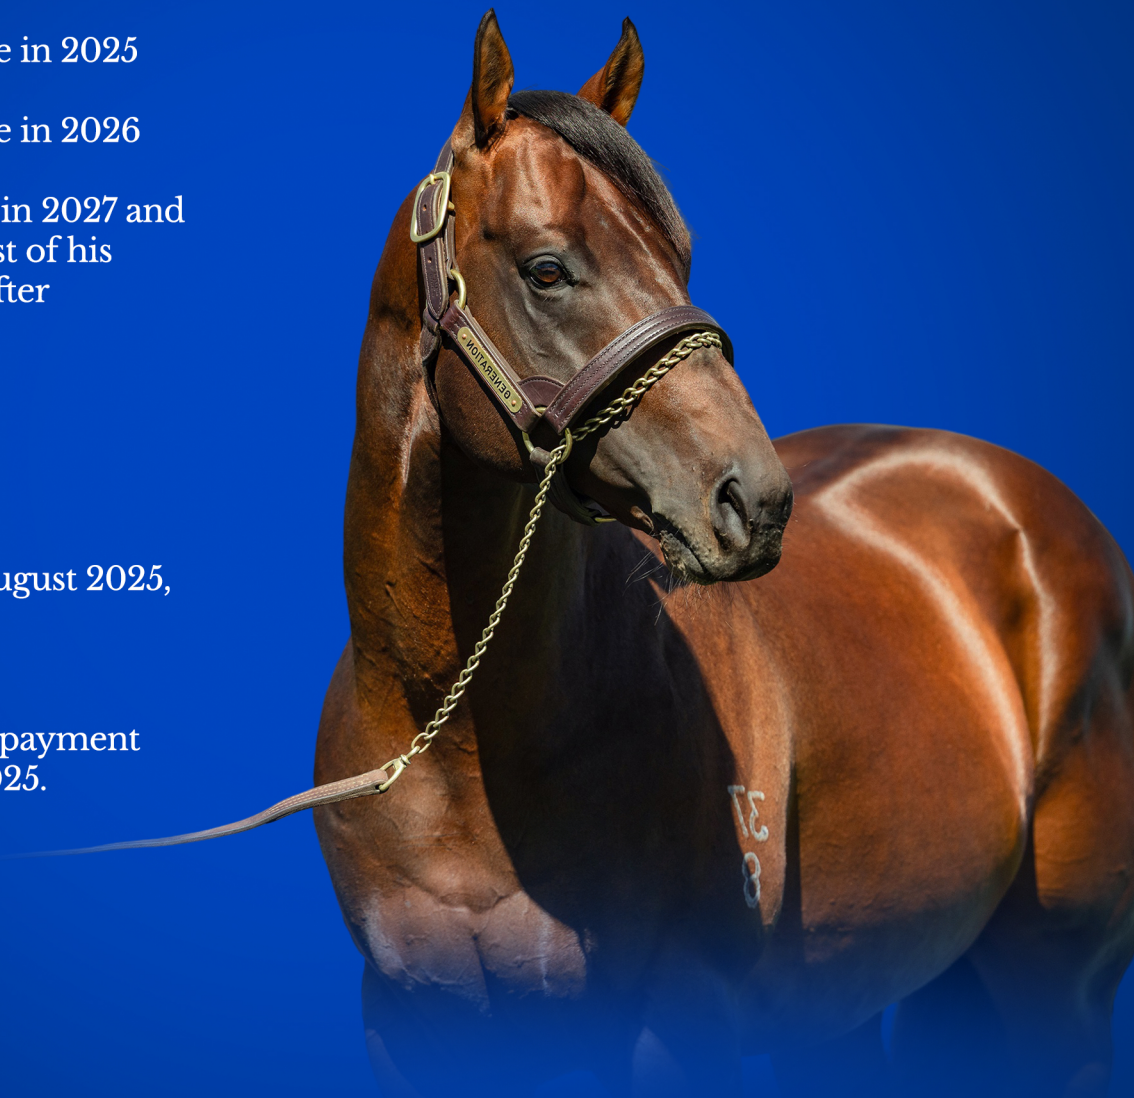 e in 2025
e in 2026
in 2027 and
st of his
fter
GENERATION
ugust 2025,
payment
025.
37
8